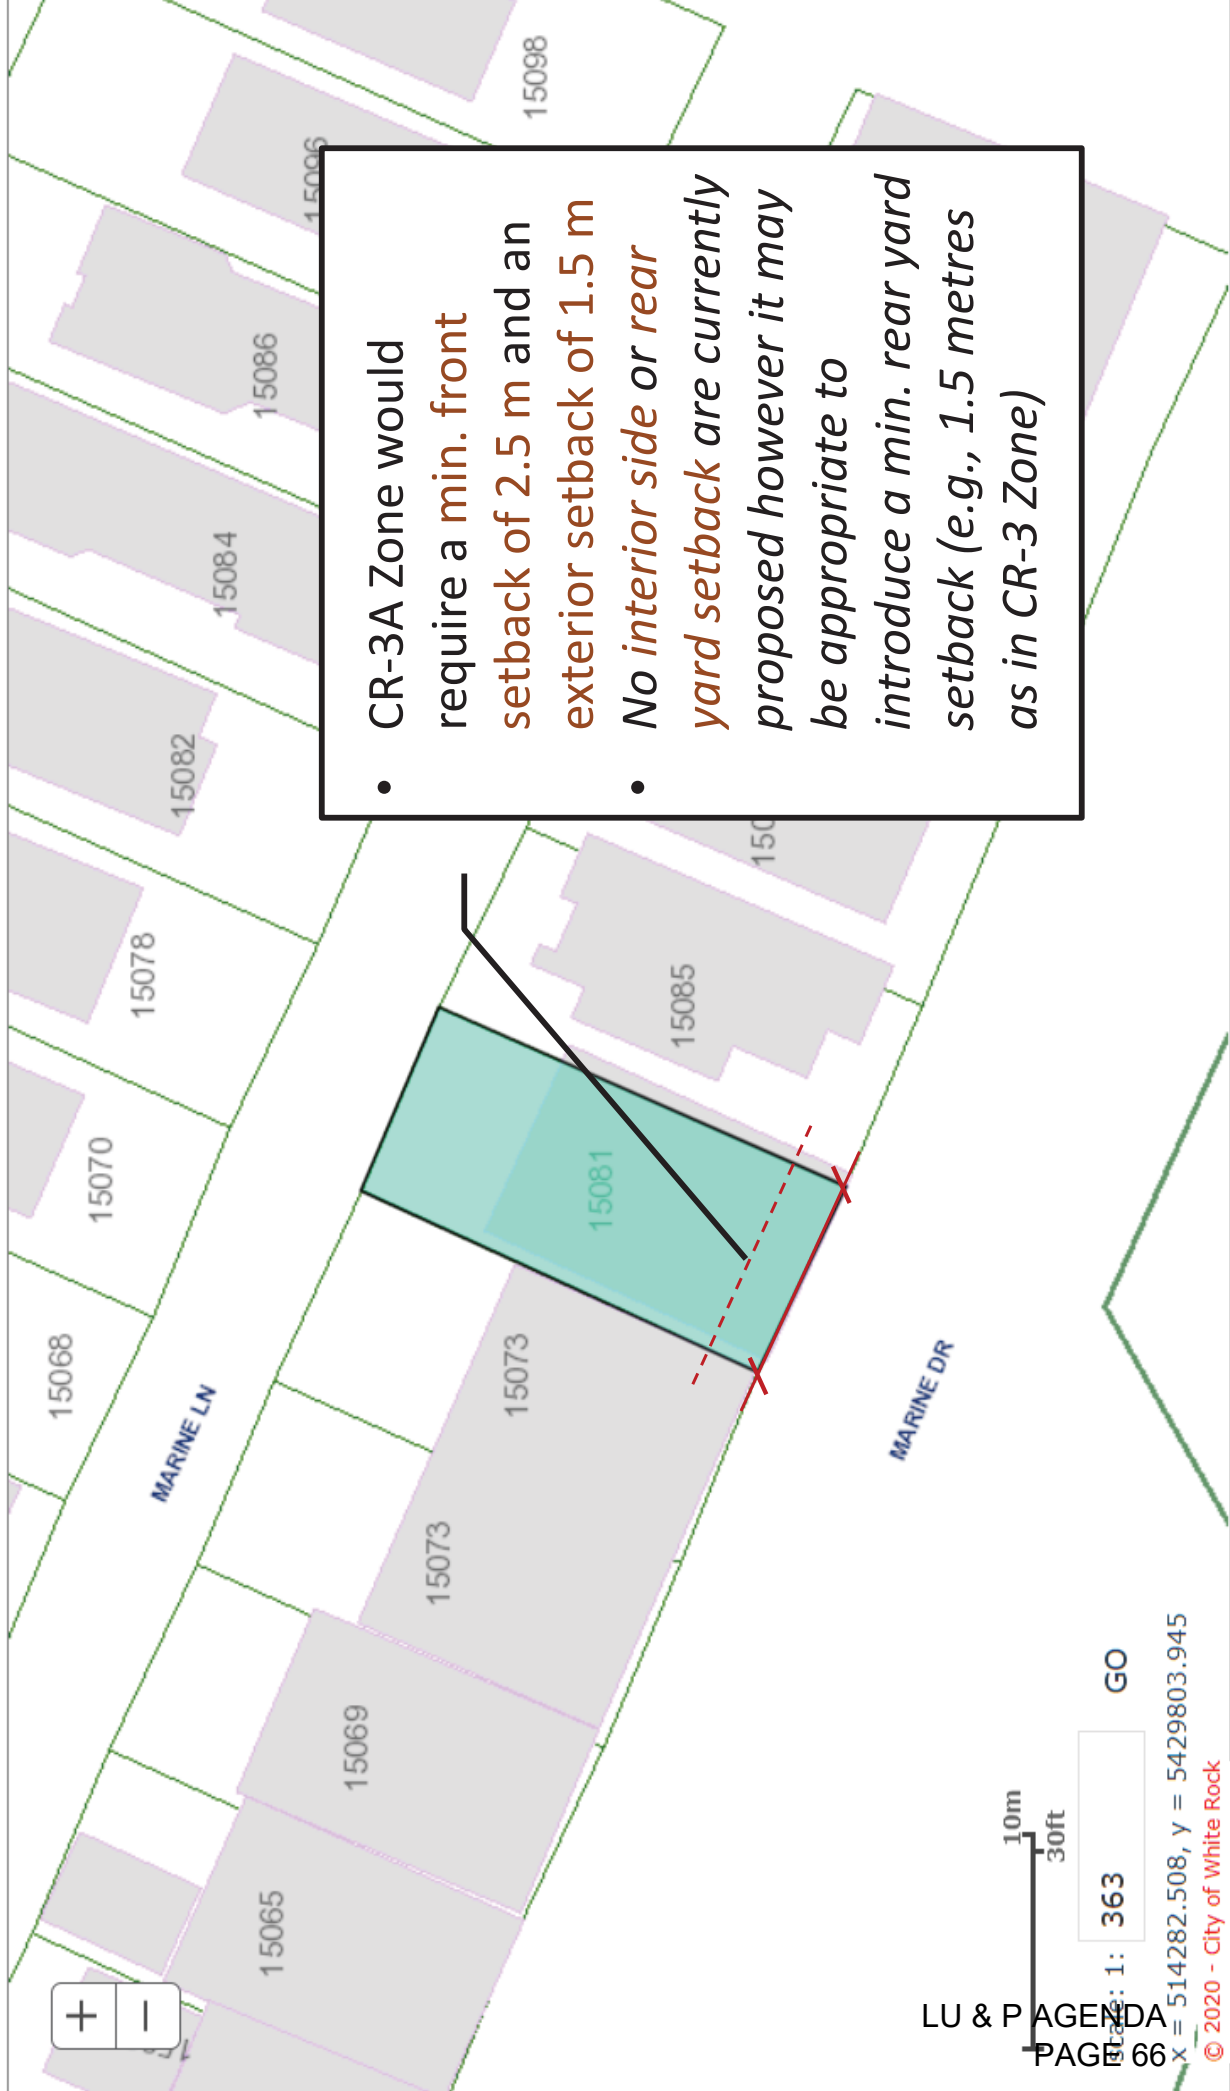 15098
15096
15086
15084
15082
15078
15070
15068
MARINE LN
• CR-3A Zone would
require a min. front
setback of 2.5 m and an
exterior setback of 1.5 m
• No interior side or rear
yard setback are currently
proposed however it may
be appropriate to
introduce a min. rear yard
setback (e.g., 1.5 metres
as in CR-3 Zone)
15085
15081
15073
15073
15069
15065
MARINE DR
+
−
10m
30ft
scale: 1: 363 GO
x = 514282.508, y = 5429803.945
© 2020 - City of White Rock
LU & P AGENDA
PAGE 66